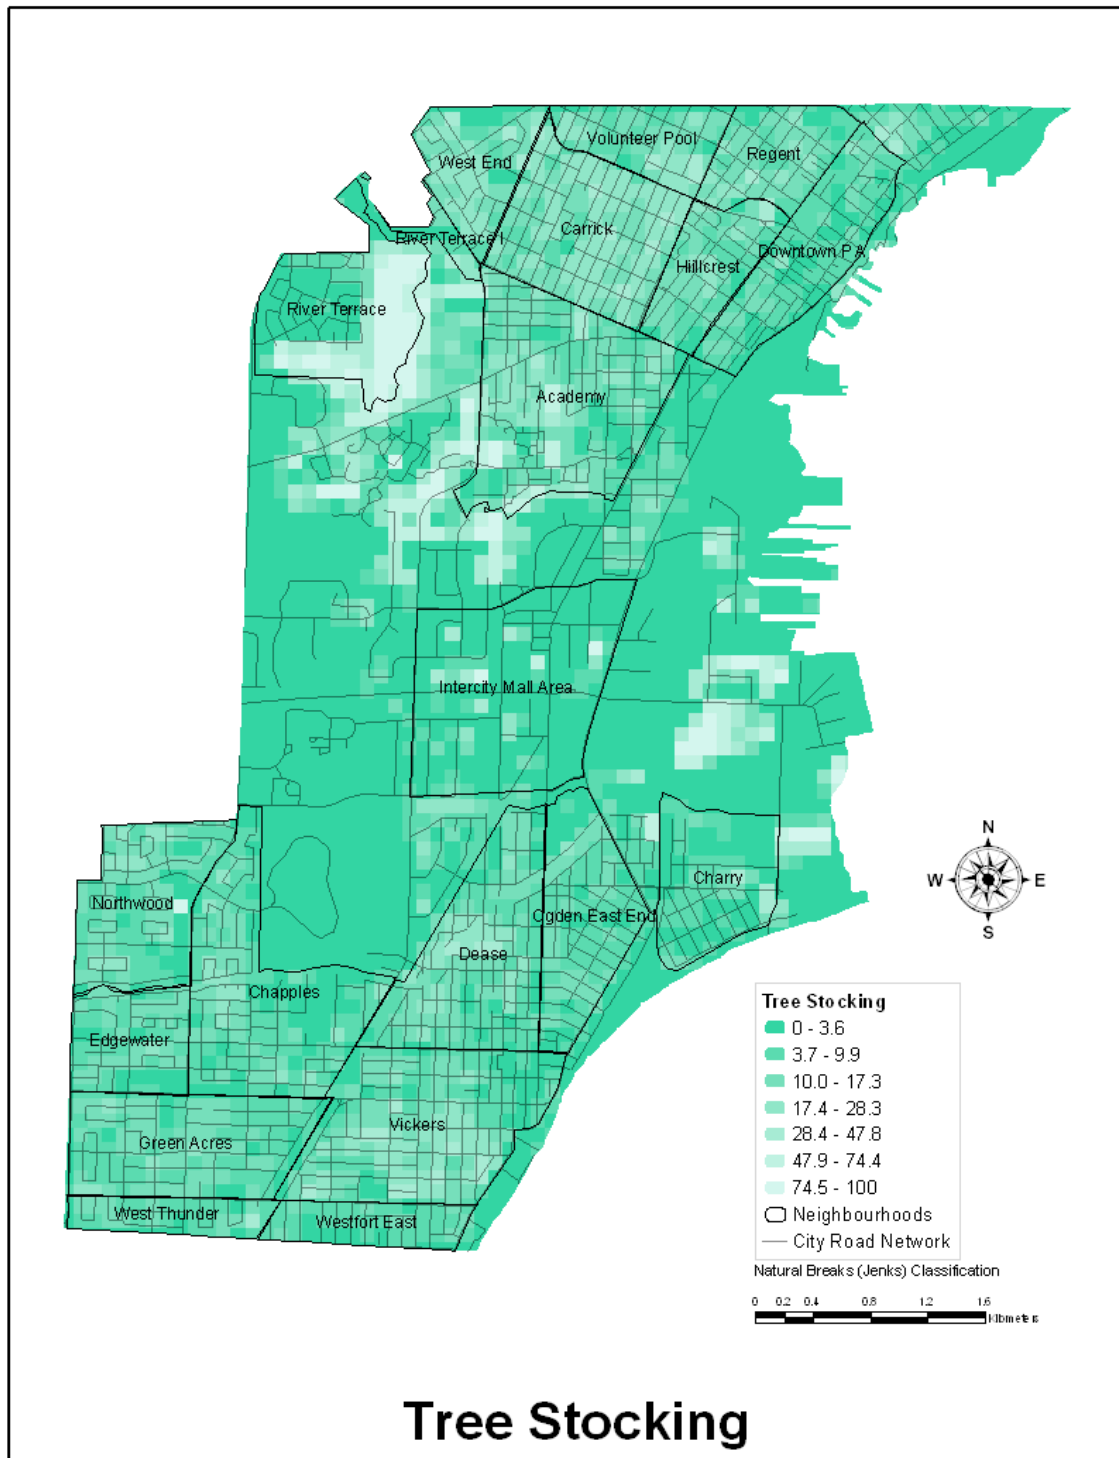 Volunteer Pool
Regent
West End
Carrick
River Terrace I
Downtown P A
Hillcrest
River Terrace
Academy
Intercity Mall Area
Northwood
Charry
Ogden East End
Dease
Chapples
Edgewater
Vickers
Green Acres
West Thunder
Westfort East
N
W E
S
Tree Stocking
0 - 3.6
3.7 - 9.9
10.0 - 17.3
17.4 - 28.3
28.4 - 47.8
47.9 - 74.4
74.5 - 100
Neighbourhoods
City Road Network
Natural Breaks (Jenks) Classification
0 0.2 0.4 0.8 1.2 1.6
Kilometers
Tree Stocking